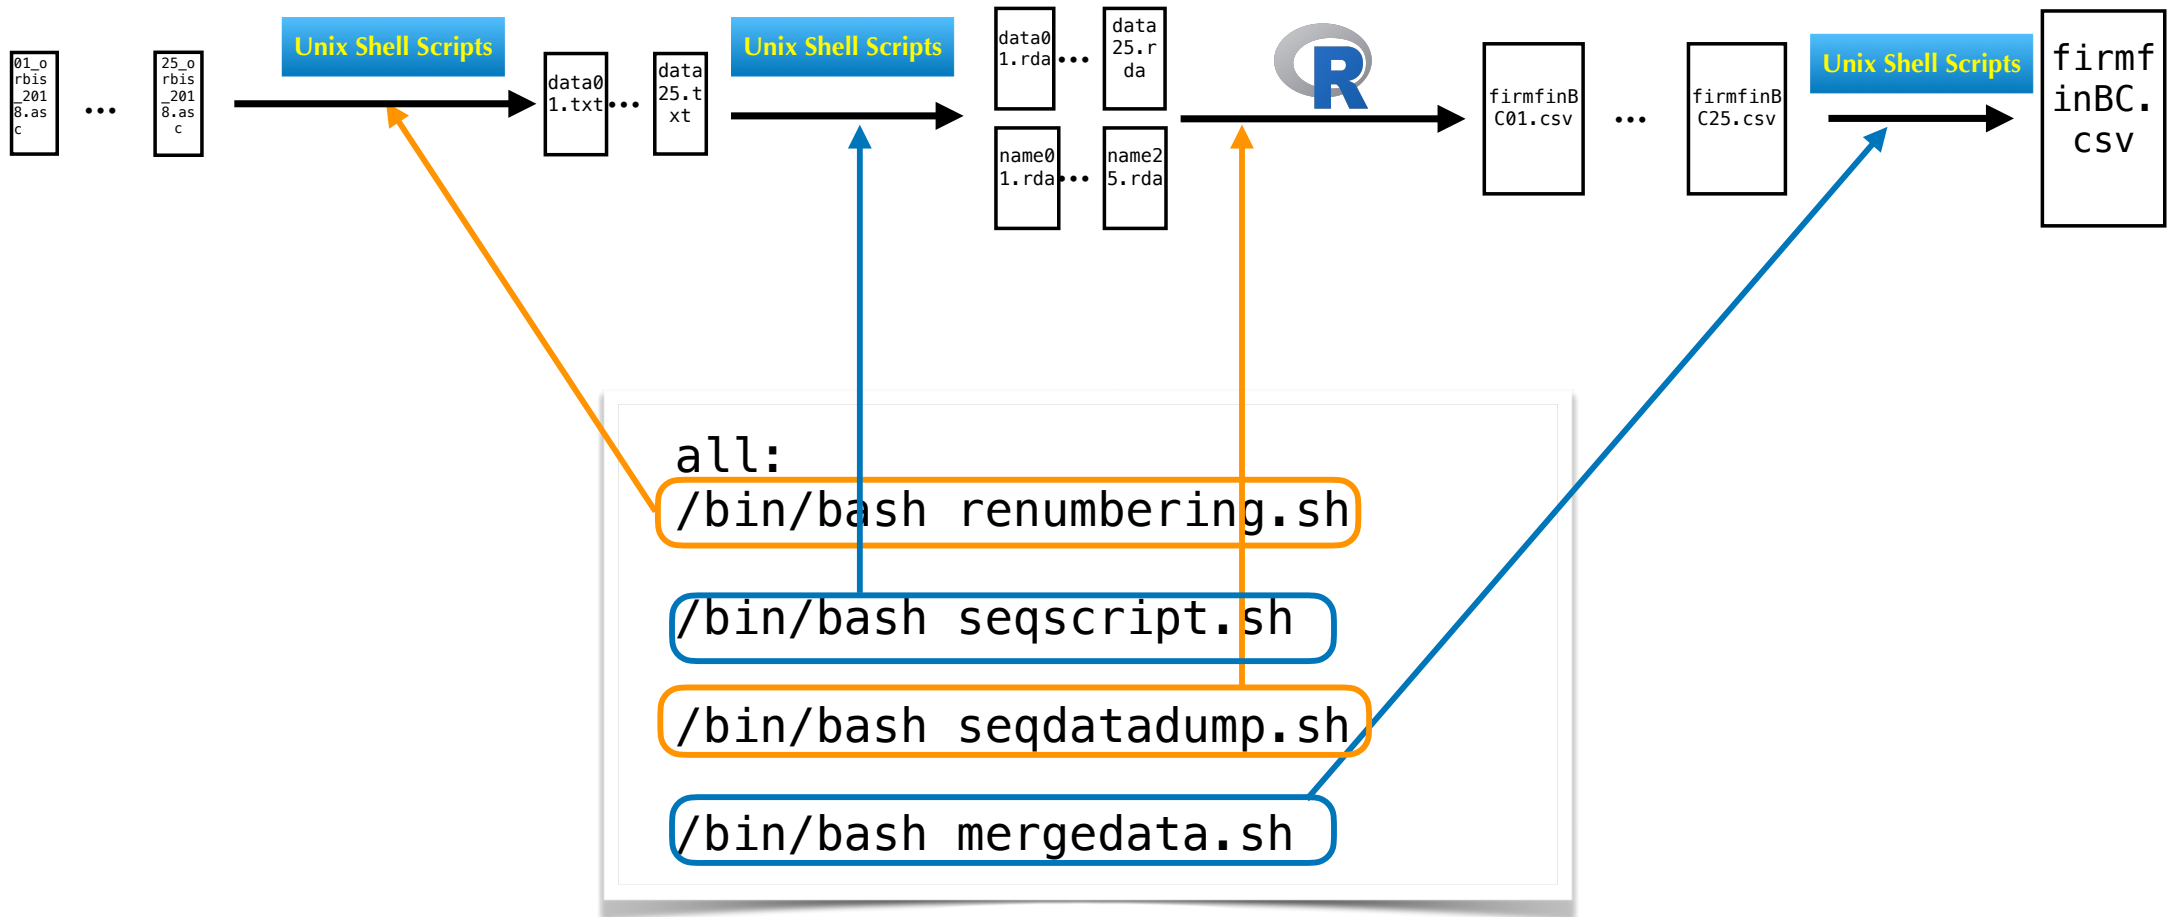 01_o
rbis
_201
8.as
c
...
25_o
rbis
_201
8.as
c
Unix Shell Scripts
data0
1.txt
...
data
25.t
xt
Unix Shell Scripts
data0
1.rda
...
data
25.r
da
name0
1.rda
...
name2
5.rda
R
firmfinB
C01.csv
...
firmfinB
C25.csv
Unix Shell Scripts
firmf
inBC.
csv
all:
/bin/bash renumbering.sh
/bin/bash seqscript.sh
/bin/bash seqdatadump.sh
/bin/bash mergedata.sh